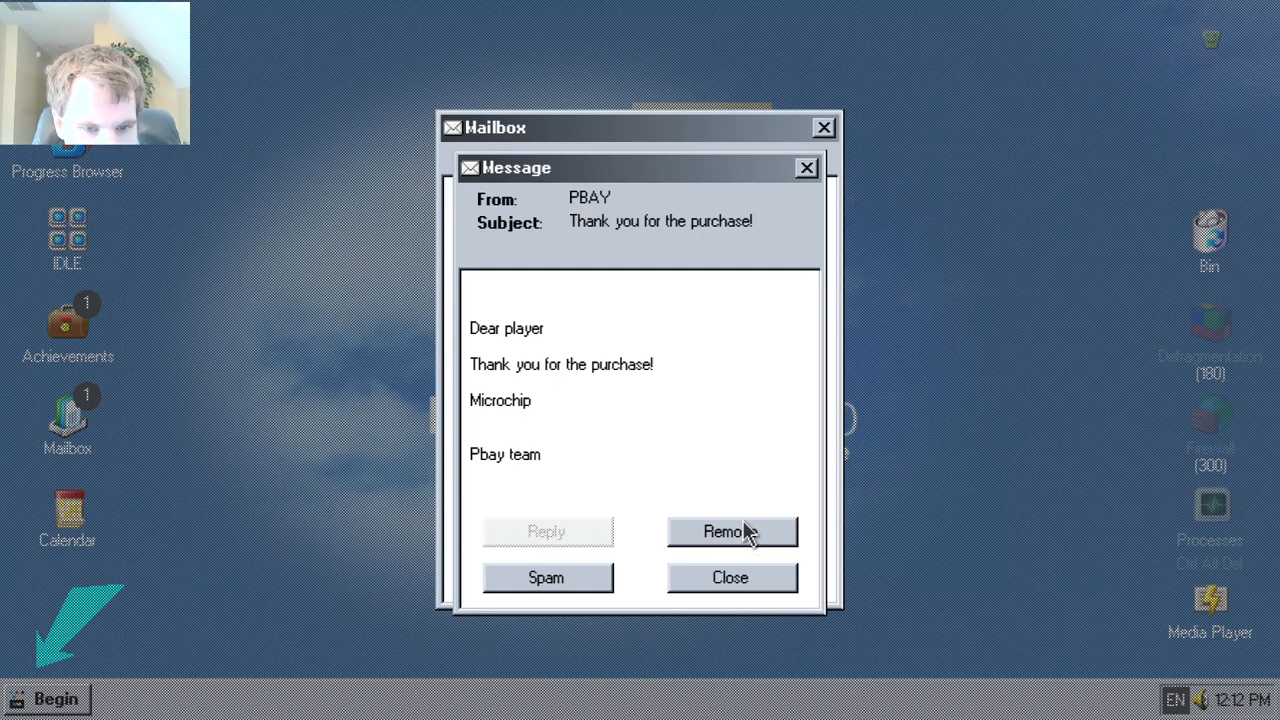 Mailbox
Message
From: PBAY
Subject: Thank you for the purchase!
Dear player
Thank you for the purchase!
Microchip
Pbay team
Reply
Spam
Close
Progress Browser
IDLE
1
Achievements
1
Mailbox
Calendar
Bin
(180)
(300)
Processes
Ctrl Alt Del
Media Player
Begin
EN
12:12 PM